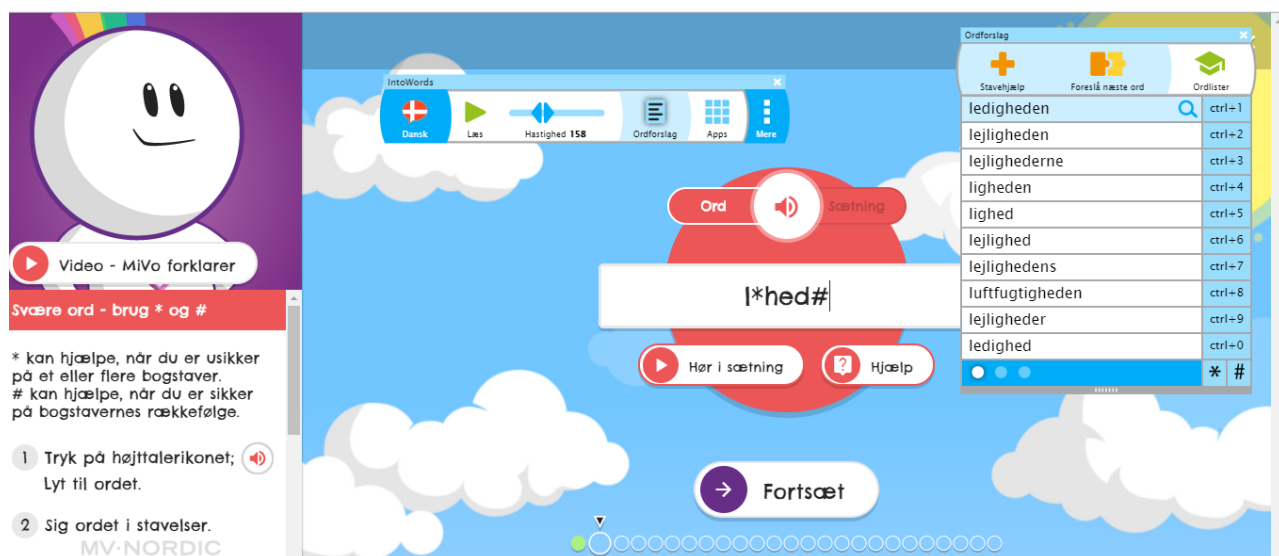 Video - MiVo forklarer
Svære ord - brug * og #
* kan hjælpe, når du er usikker
på et eller flere bogstaver.
# kan hjælpe, når du er sikker
på bogstavernes rækkefølge.
1 Tryk på højttalerikonet;
Lyt til ordet.
2 Sig ordet i stavelser.
MV-NORDIC
IntoWords x
Dansk Læs Hastighed 158 Ordforslag Apps Mere
Ord Sætning
l*hed#
Hør i sætning ? Hjælp
Fortsæt
Ordforslag x
Stavehjælp Foreslå næste ord Ordlister
ledigheden ctrl+1
lejligheden ctrl+2
lejlighederne ctrl+3
ligheden ctrl+4
lighed ctrl+5
lejlighed ctrl+6
lejlighedens ctrl+7
luftfugtigheden ctrl+8
lejligheder ctrl+9
ledighed ctrl+0
* #